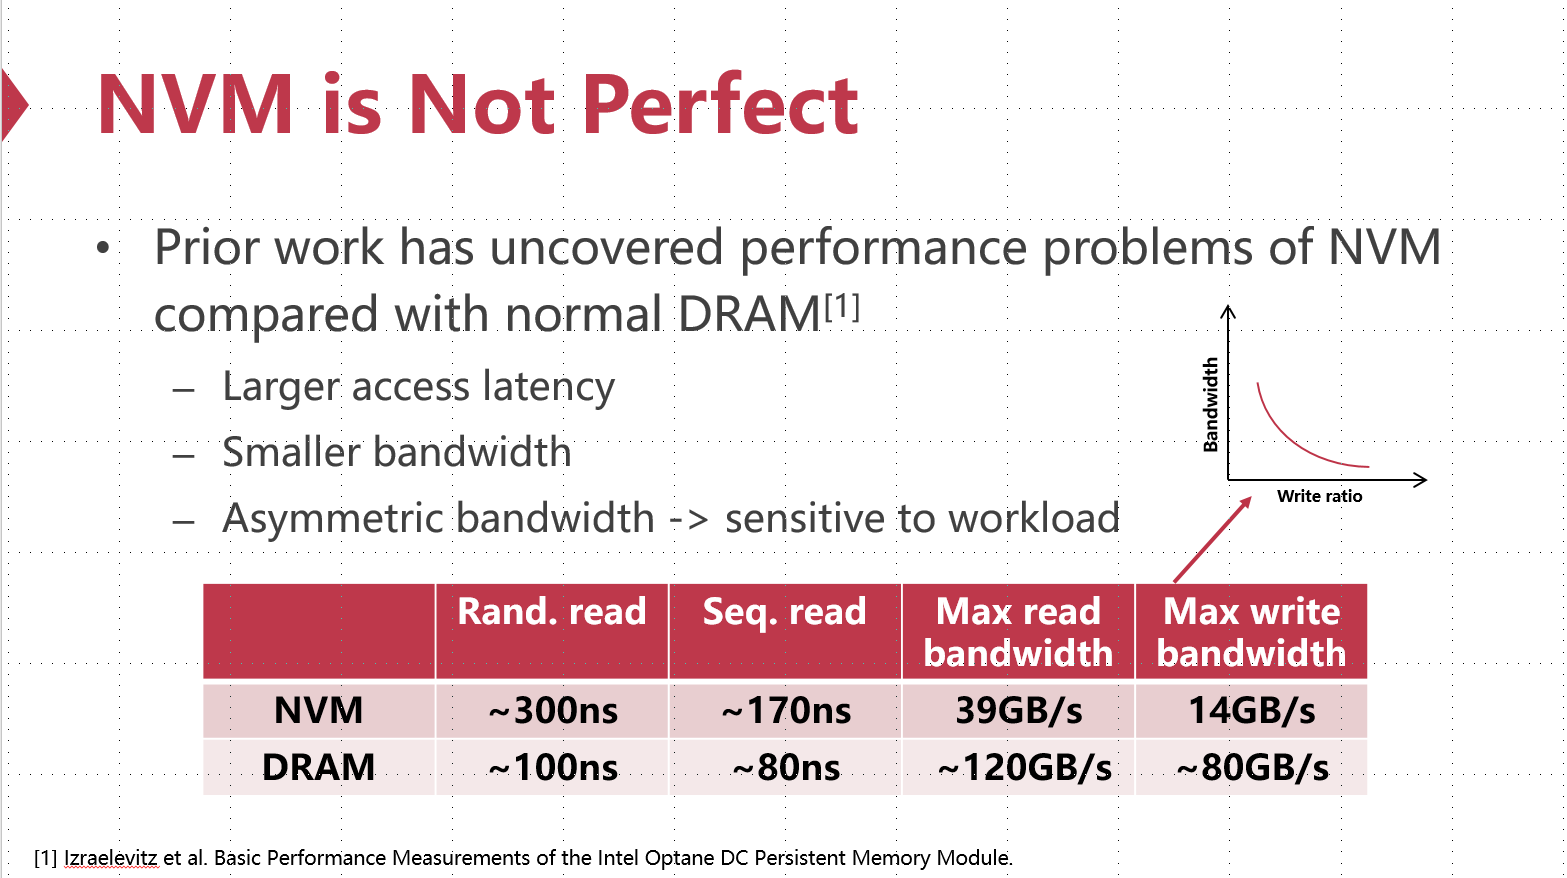 NVM is Not Perfect
• Prior work has uncovered performance problems of NVM
compared with normal DRAM[1]
– Larger access latency
– Smaller bandwidth
– Asymmetric bandwidth -> sensitive to workload
Bandwidth
Write ratio
Rand. read Seq. read Max read bandwidth Max write bandwidth
NVM ~300ns ~170ns 39GB/s 14GB/s
DRAM ~100ns ~80ns ~120GB/s ~80GB/s
[1] Izraelevitz et al. Basic Performance Measurements of the Intel Optane DC Persistent Memory Module.